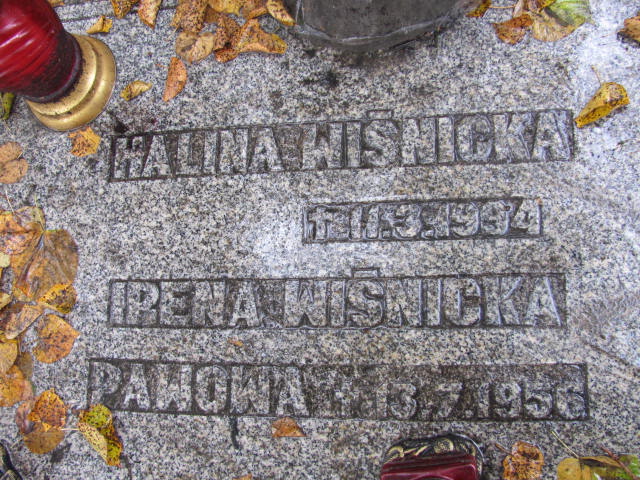 HALINA WIŚNICKA
† 11.3.1994
IRENA WIŚNICKA
PAWOWA † 13.7.1956